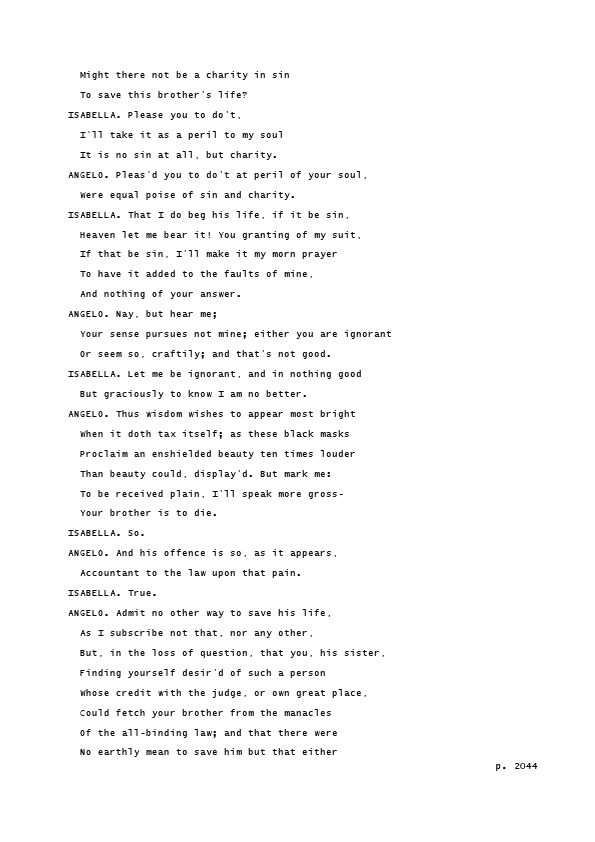 Might there not be a charity in sin
To save this brother's life?
ISABELLA. Please you to do't,
I'll take it as a peril to my soul
It is no sin at all, but charity.
ANGELO. Pleas'd you to do't at peril of your soul,
Were equal poise of sin and charity.
ISABELLA. That I do beg his life, if it be sin,
Heaven let me bear it! You granting of my suit,
If that be sin, I'll make it my morn prayer
To have it added to the faults of mine,
And nothing of your answer.
ANGELO. Nay, but hear me;
Your sense pursues not mine; either you are ignorant
Or seem so, craftily; and that's not good.
ISABELLA. Let me be ignorant, and in nothing good
But graciously to know I am no better.
ANGELO. Thus wisdom wishes to appear most bright
When it doth tax itself; as these black masks
Proclaim an enshielded beauty ten times louder
Than beauty could, display'd. But mark me:
To be received plain, I'll speak more gross-
Your brother is to die.
ISABELLA. So.
ANGELO. And his offence is so, as it appears,
Accountant to the law upon that pain.
ISABELLA. True.
ANGELO. Admit no other way to save his life,
As I subscribe not that, nor any other,
But, in the loss of question, that you, his sister,
Finding yourself desir'd of such a person
Whose credit with the judge, or own great place,
Could fetch your brother from the manacles
Of the all-binding law; and that there were
No earthly mean to save him but that either
p. 2044